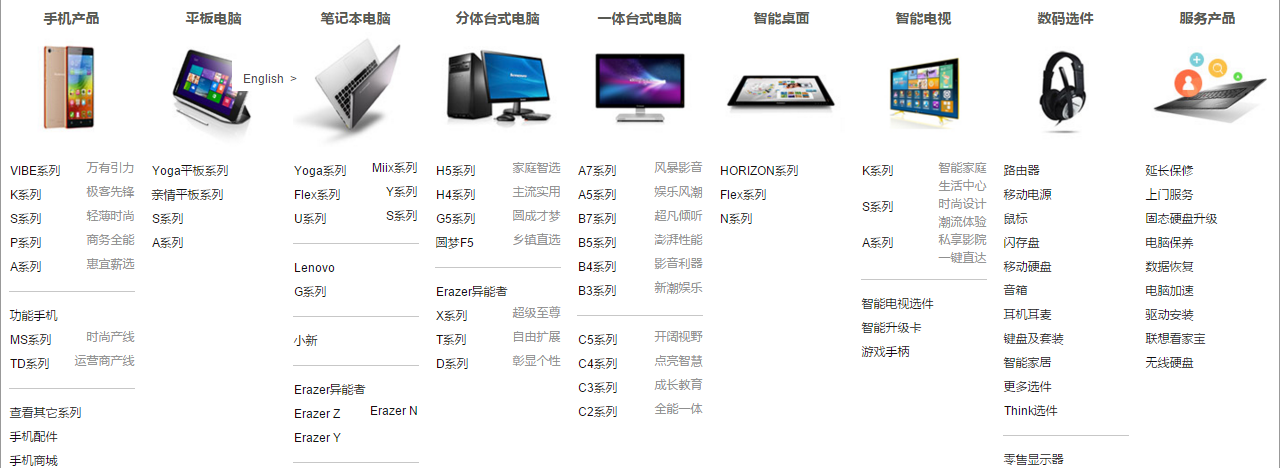 手机产品
平板电脑
笔记本电脑
分体台式电脑
一体台式电脑
智能桌面
智能电视
数码选件
服务产品
English >
VIBE系列 万有引力
K系列 极客先锋
S系列 轻薄时尚
P系列 商务全能
A系列 惠宜薪选
功能手机
MS系列 时尚产线
TD系列 运营商产线
查看其它系列
手机配件
手机商城
Yoga平板系列
亲情平板系列
S系列
A系列
Yoga系列 Miix系列
Flex系列 Y系列
U系列 S系列
Lenovo
G系列
小新
Erazer异能者
Erazer Z Erazer N
Erazer Y
H5系列 家庭智选
H4系列 主流实用
G5系列 圆成才梦
圆梦F5 乡镇直选
Erazer异能者
X系列 超级至尊
T系列 自由扩展
D系列 彰显个性
A7系列 风暴影音
A5系列 娱乐风潮
B7系列 超凡倾听
B5系列 澎湃性能
B4系列 影音利器
B3系列 新潮娱乐
C5系列 开阔视野
C4系列 点亮智慧
C3系列 成长教育
C2系列 全能一体
HORIZON系列
Flex系列
N系列
K系列 智能家庭
生活中心
S系列 时尚设计
潮流体验
A系列 私享影院
一键直达
智能电视选件
智能升级卡
游戏手柄
路由器
移动电源
鼠标
闪存盘
移动硬盘
音箱
耳机耳麦
键盘及套装
智能家居
更多选件
Think选件
零售显示器
延长保修
上门服务
固态硬盘升级
电脑保养
数据恢复
电脑加速
驱动安装
联想看家宝
无线硬盘